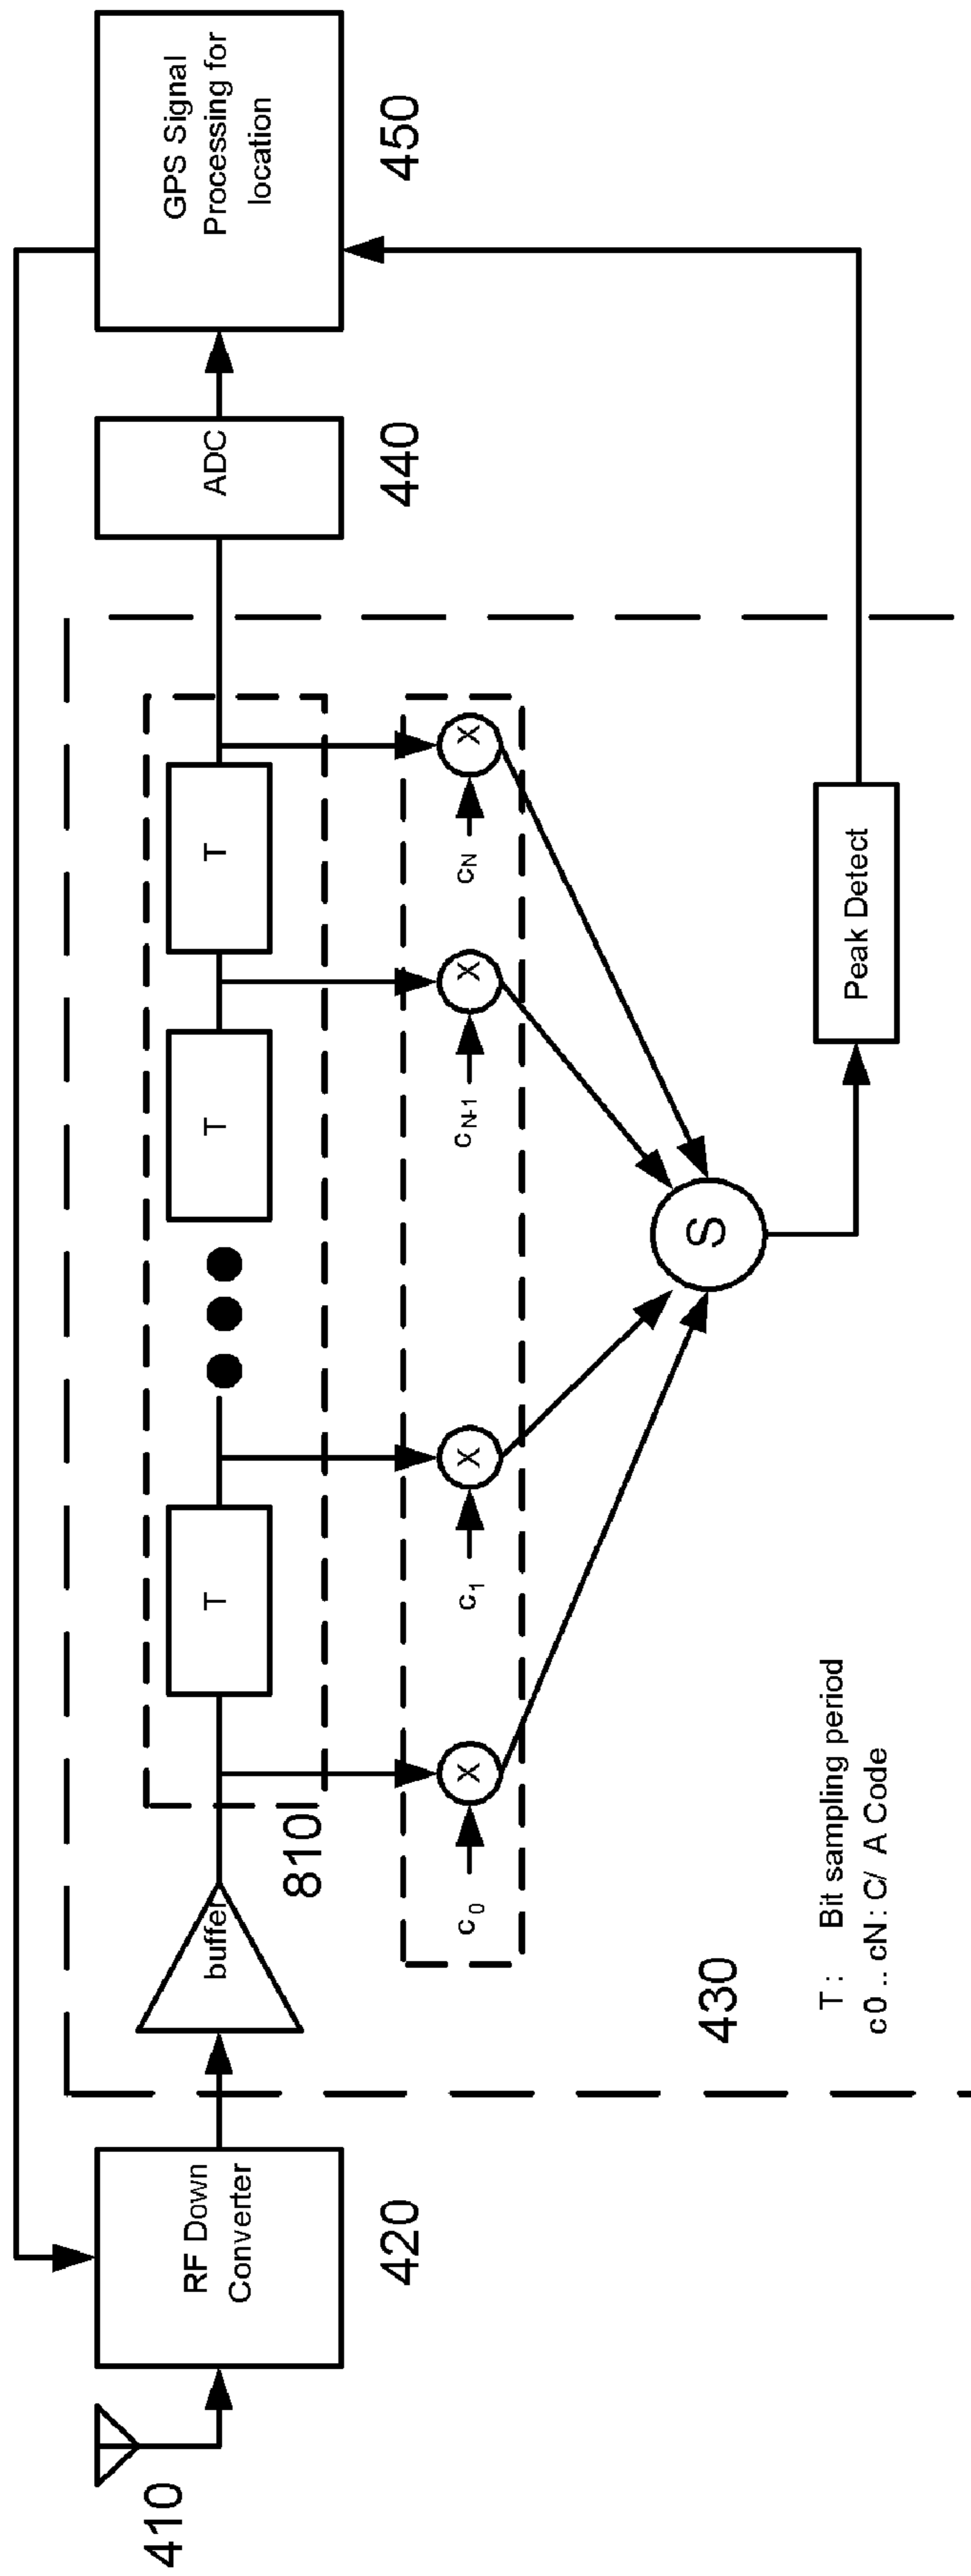 410
RF Down
Converter
420
buffer
810
T
T
T
ADC
440
GPS Signal
Processing for
location
450
c0
X
c1
X
cN-1
X
cN
X
S
Peak Detect
430
T : Bit sampling period
c0 .. cN : C/ A Code